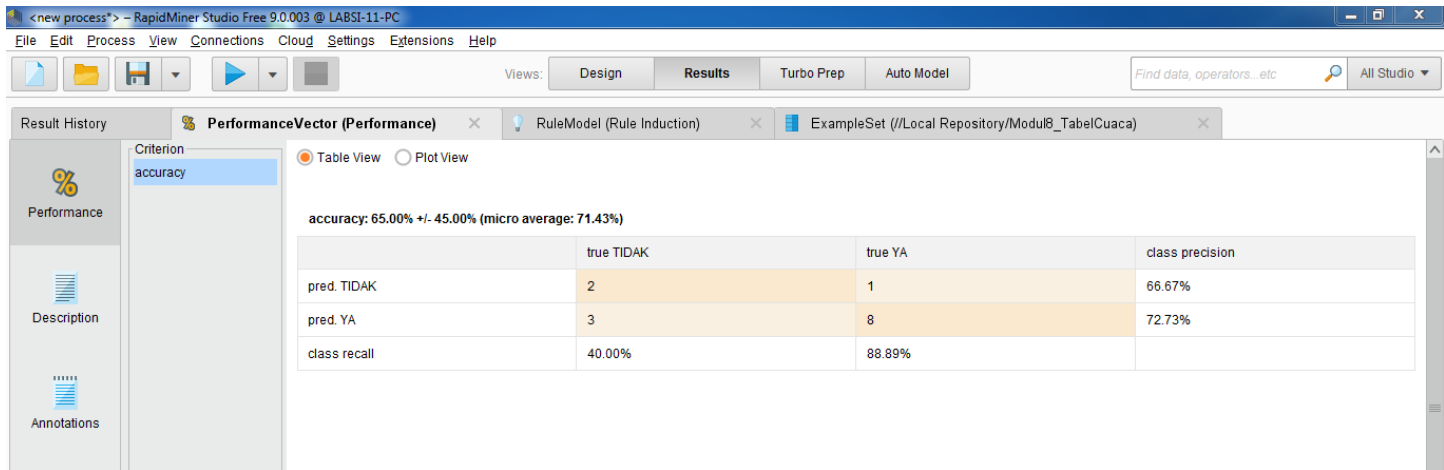 <new process*> – RapidMiner Studio Free 9.0.003 @ LABSI-11-PC
File Edit Process View Connections Cloud Settings Extensions Help
Views: Design Results Turbo Prep Auto Model Find data, operators...etc All Studio
Result History % PerformanceVector (Performance) RuleModel (Rule Induction) ExampleSet (//Local Repository/Modul8_TabelCuaca)
Criterion
accuracy
Table View Plot View
%
Performance
accuracy: 65.00% +/- 45.00% (micro average: 71.43%)
true TIDAK true YA class precision
pred. TIDAK 2 1 66.67%
pred. YA 3 8 72.73%
class recall 40.00% 88.89%
Description
Annotations